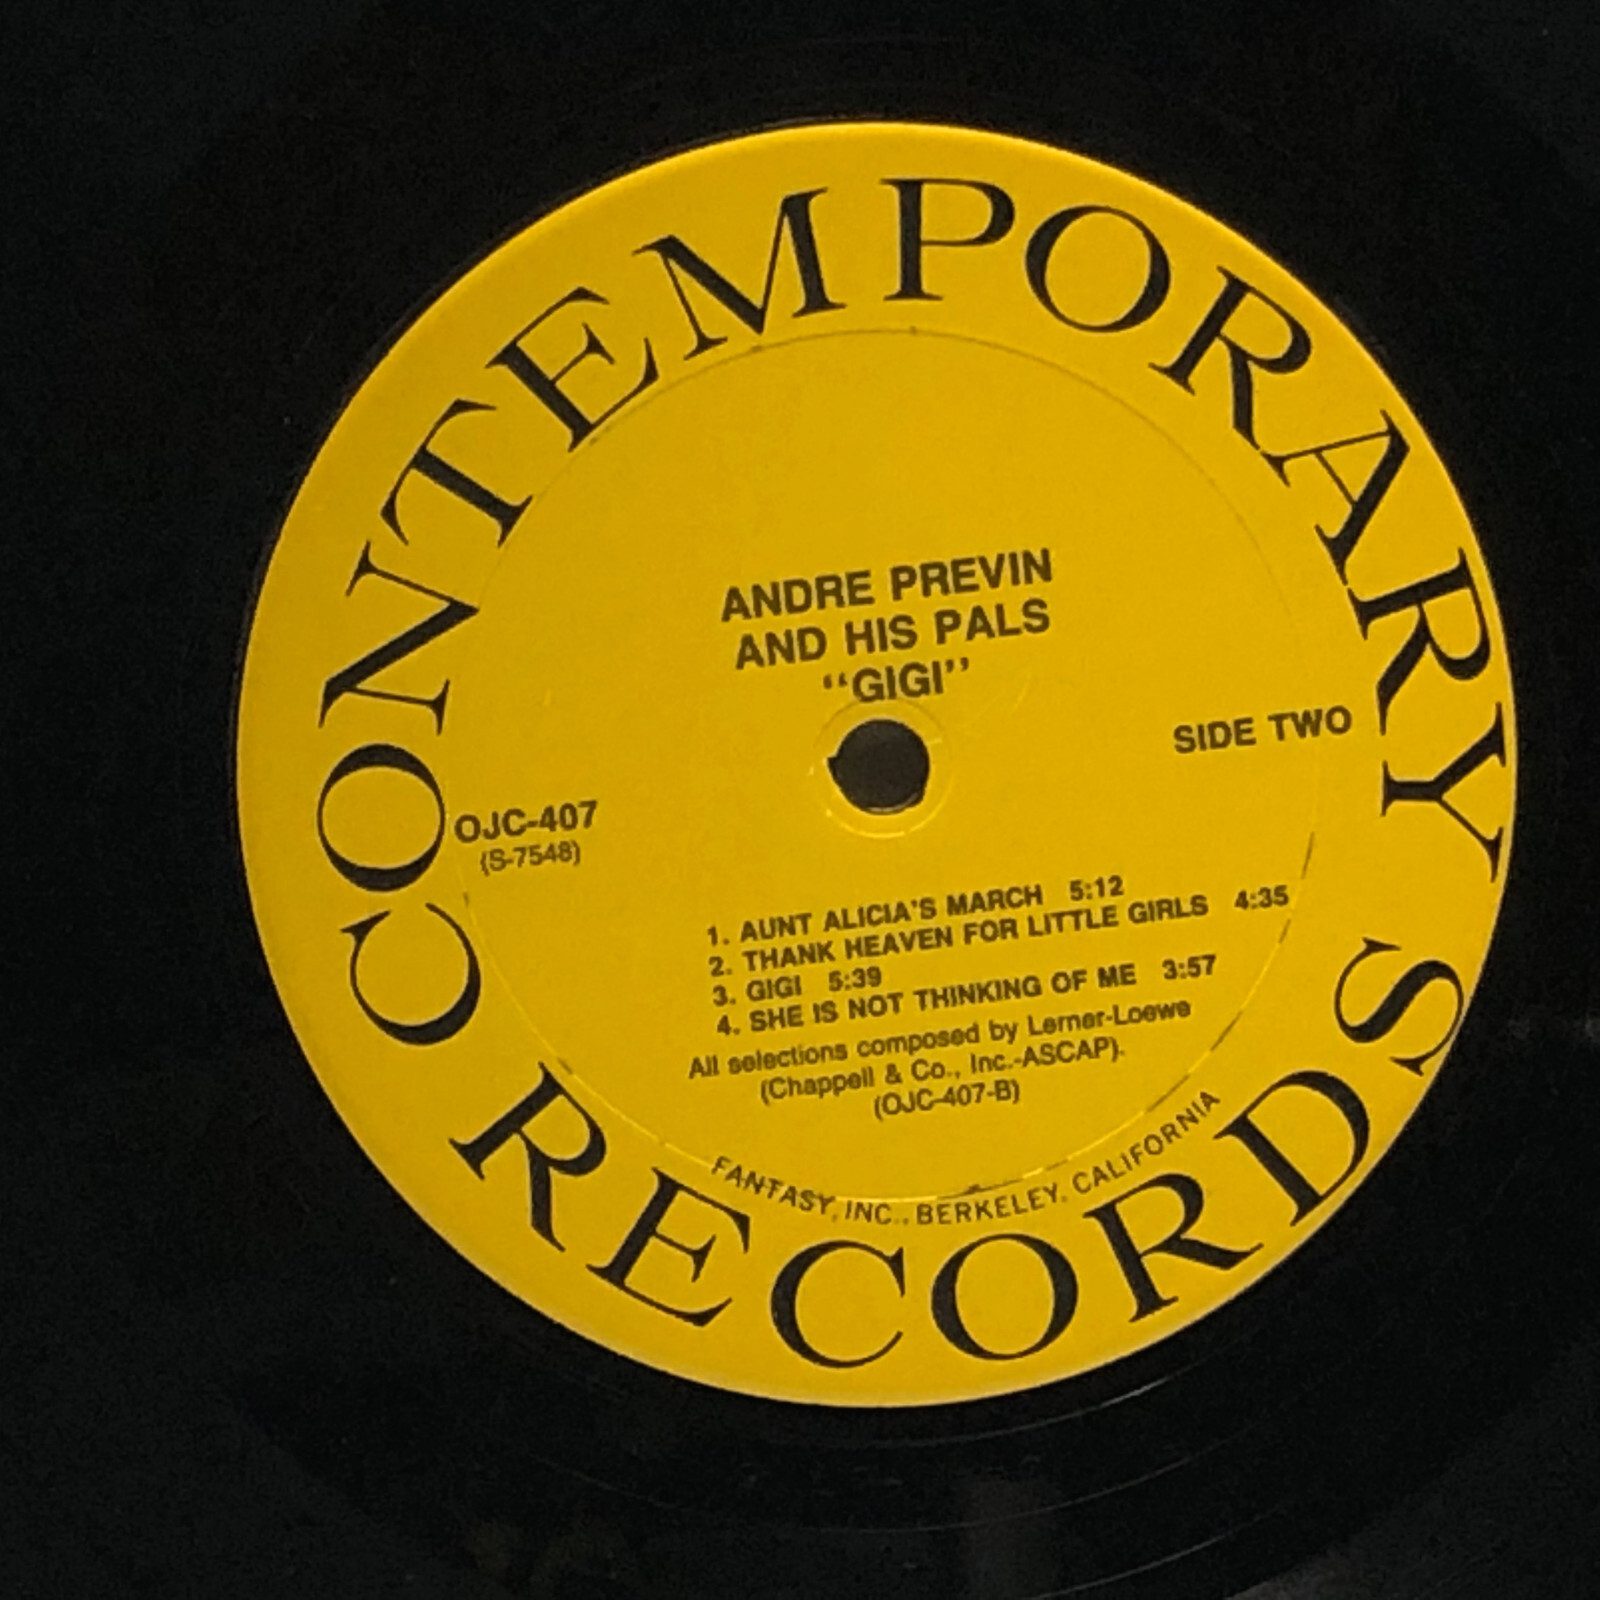 CONTEMPORARY RECORDS
ANDRE PREVIN
AND HIS PALS
“GIGI”
SIDE TWO
OJC-407
(S-7548)
1. AUNT ALICIA'S MARCH 5:12
2. THANK HEAVEN FOR LITTLE GIRLS 4:35
3. GIGI 5:39
4. SHE IS NOT THINKING OF ME 3:57
All selections composed by Lerner-Loewe
(Chappell & Co., Inc.-ASCAP).
(OJC-407-B)
FANTASY, INC., BERKELEY, CALIFORNIA